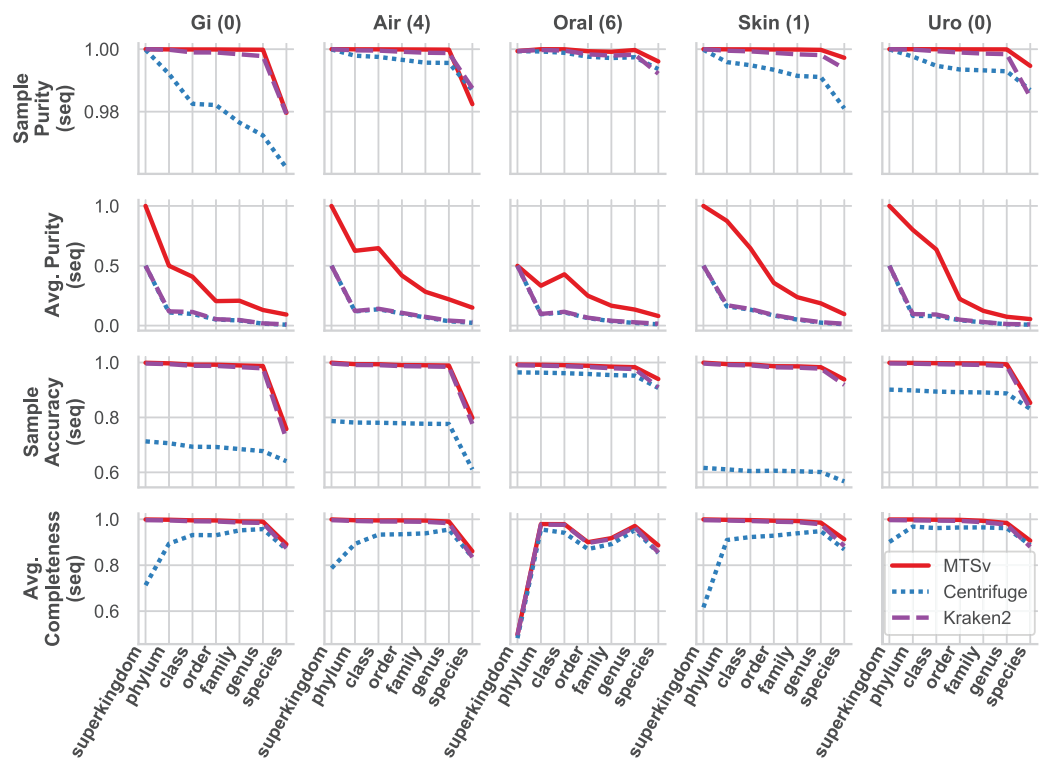 Gi (0) Air (4) Oral (6) Skin (1) Uro (0)
Sample
Purity
(seq)
1.00
0.98
Avg. Purity
(seq)
1.0
0.5
0.0
Sample
Accuracy
(seq)
1.0
0.8
0.6
Avg.
Completeness
(seq)
1.0
0.8
0.6
MTSv
Centrifuge
Kraken2
superkingdom phylum class order family genus species
superkingdom phylum class order family genus species
superkingdom phylum class order family genus species
superkingdom phylum class order family genus species
superkingdom phylum class order family genus species